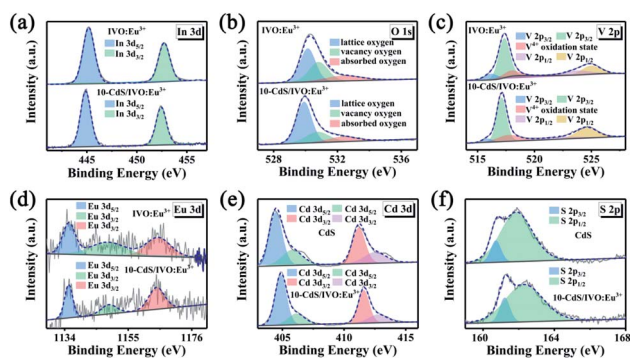 (a)
IVO:Eu³⁺
In 3d
In 3d₅/₂
In 3d₃/₂
10-CdS/IVO:Eu³⁺
In 3d₅/₂
In 3d₃/₂
Intensity (a.u.)
445 450 455
Binding Energy (eV)
(b)
O 1s
IVO:Eu³⁺
lattice oxygen
vacancy oxygen
absorbed oxygen
10-CdS/IVO:Eu³⁺
lattice oxygen
vacancy oxygen
absorbed oxygen
Intensity (a.u.)
528 532 536
Binding Energy (eV)
(c)
V 2p
IVO:Eu³⁺
V 2p₃/₂ V 2p₃/₂
V⁴⁺ oxidation state
V 2p₁/₂ V 2p₁/₂
10-CdS/IVO:Eu³⁺
V 2p₃/₂ V 2p₃/₂
V⁴⁺ oxidation state
V 2p₁/₂ V 2p₁/₂
Intensity (a.u.)
515 520 525
Binding Energy (eV)
(d)
Eu 3d
Eu 3d₅/₂
IVO:Eu³⁺
Eu 3d₃/₂
Eu 3d₃/₂
Eu 3d₅/₂
10-CdS/IVO:Eu³⁺
Eu 3d₃/₂
Eu 3d₃/₂
Intensity (a.u.)
1134 1155 1176
Binding Energy (eV)
(e)
Cd 3d
Cd 3d₅/₂ Cd 3d₅/₂
Cd 3d₃/₂ Cd 3d₃/₂
CdS
Cd 3d₅/₂ Cd 3d₅/₂
Cd 3d₃/₂ Cd 3d₃/₂
10-CdS/IVO:Eu³⁺
Intensity (a.u.)
405 410 415
Binding Energy (eV)
(f)
S 2p
S 2p₃/₂
S 2p₁/₂
CdS
S 2p₃/₂
S 2p₁/₂
10-CdS/IVO:Eu³⁺
Intensity (a.u.)
160 164 168
Binding Energy (eV)